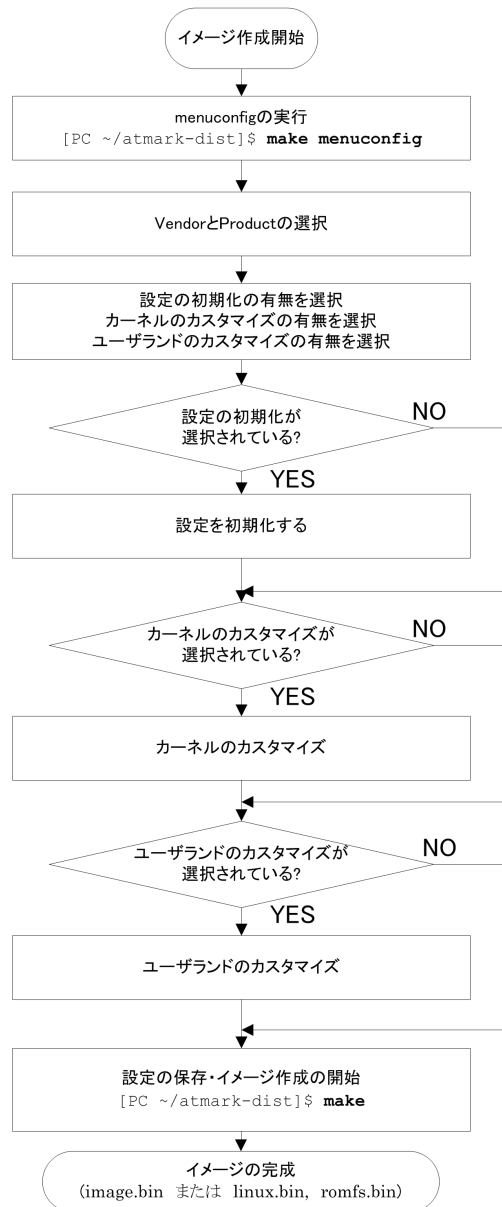 イメージ作成開始
menuconfigの実行
[PC ~/atmark-dist]$ make menuconfig
VendorとProductの選択
設定の初期化の有無を選択
カーネルのカスタマイズの有無を選択
ユーザランドのカスタマイズの有無を選択
設定の初期化が
選択されている?
NO
YES
設定を初期化する
カーネルのカスタマイズが
選択されている?
NO
YES
カーネルのカスタマイズ
ユーザランドのカスタマイズが
選択されている?
NO
YES
ユーザランドのカスタマイズ
設定の保存・イメージ作成の開始
[PC ~/atmark-dist]$ make
イメージの完成
(image.bin または linux.bin, romfs.bin)